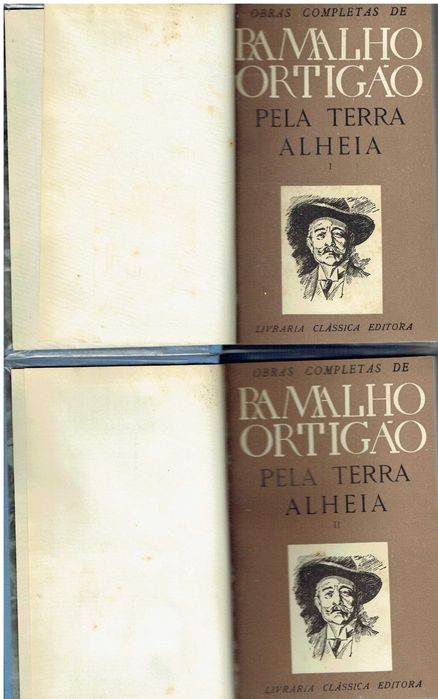 OBRAS COMPLETAS DE
RAMALHO
ORTIGÃO
PELA TERRA
ALHEIA
I
LIVRARIA CLÁSSICA EDITORA
OBRAS COMPLETAS DE
RAMALHO
ORTIGÃO
PELA TERRA
ALHEIA
II
LIVRARIA CLÁSSICA EDITORA